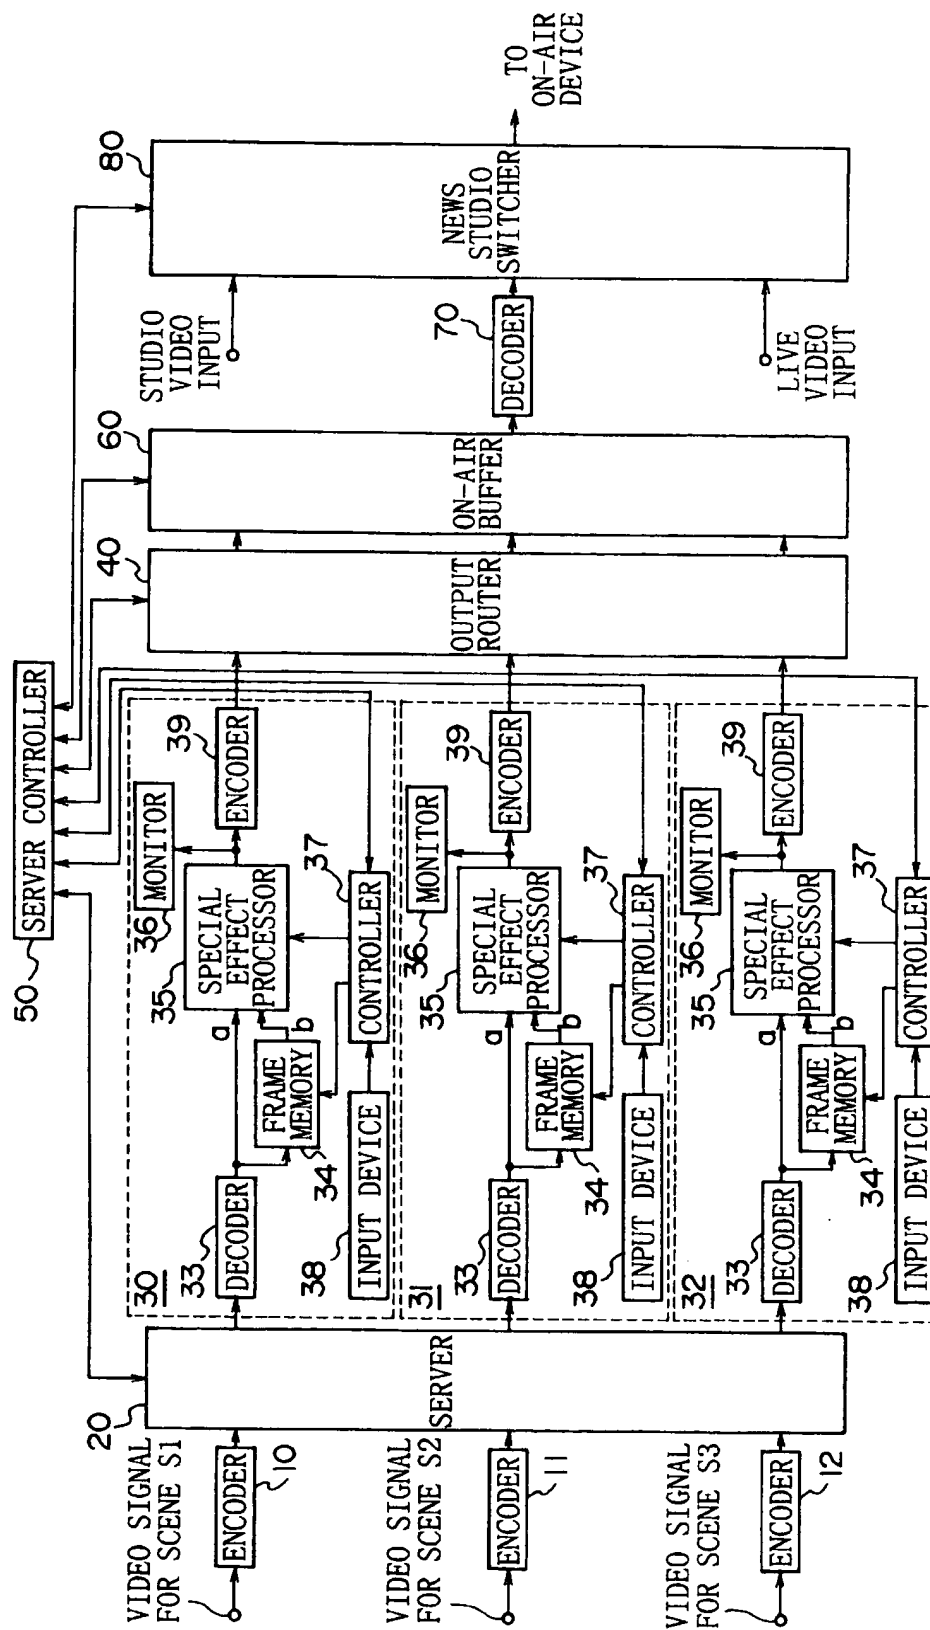 50
SERVER CONTROLLER
VIDEO SIGNAL
FOR SCENE S1
ENCODER
10
VIDEO SIGNAL
FOR SCENE S2
ENCODER
11
VIDEO SIGNAL
FOR SCENE S3
ENCODER
12
20
SERVER
30
33
DECODER
34
FRAME
MEMORY
a
b
35
SPECIAL
EFFECT
PROCESSOR
36
MONITOR
37
CONTROLLER
38
INPUT DEVICE
39
ENCODER
31
33
DECODER
34
FRAME
MEMORY
a
b
35
SPECIAL
EFFECT
PROCESSOR
36
MONITOR
37
CONTROLLER
38
INPUT DEVICE
39
ENCODER
32
33
DECODER
34
FRAME
MEMORY
a
b
35
SPECIAL
EFFECT
PROCESSOR
36
MONITOR
37
CONTROLLER
38
INPUT DEVICE
39
ENCODER
40
OUTPUT
ROUTER
60
ON-AIR
BUFFER
70
DECODER
STUDIO
VIDEO
INPUT
LIVE
VIDEO
INPUT
80
NEWS
STUDIO
SWITCHER
TO
ON-AIR
DEVICE